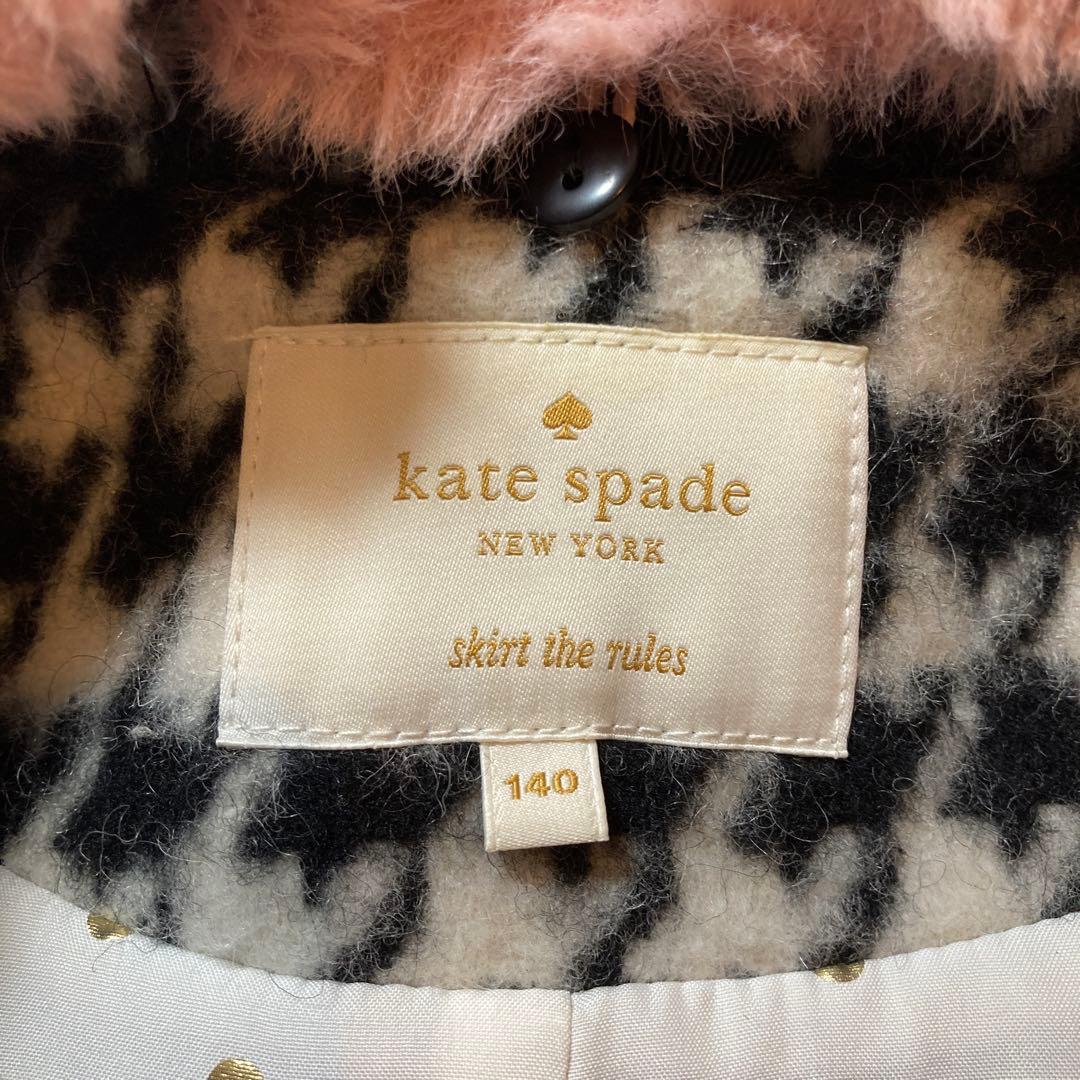 kate spade
NEW YORK
skirt the rules
140